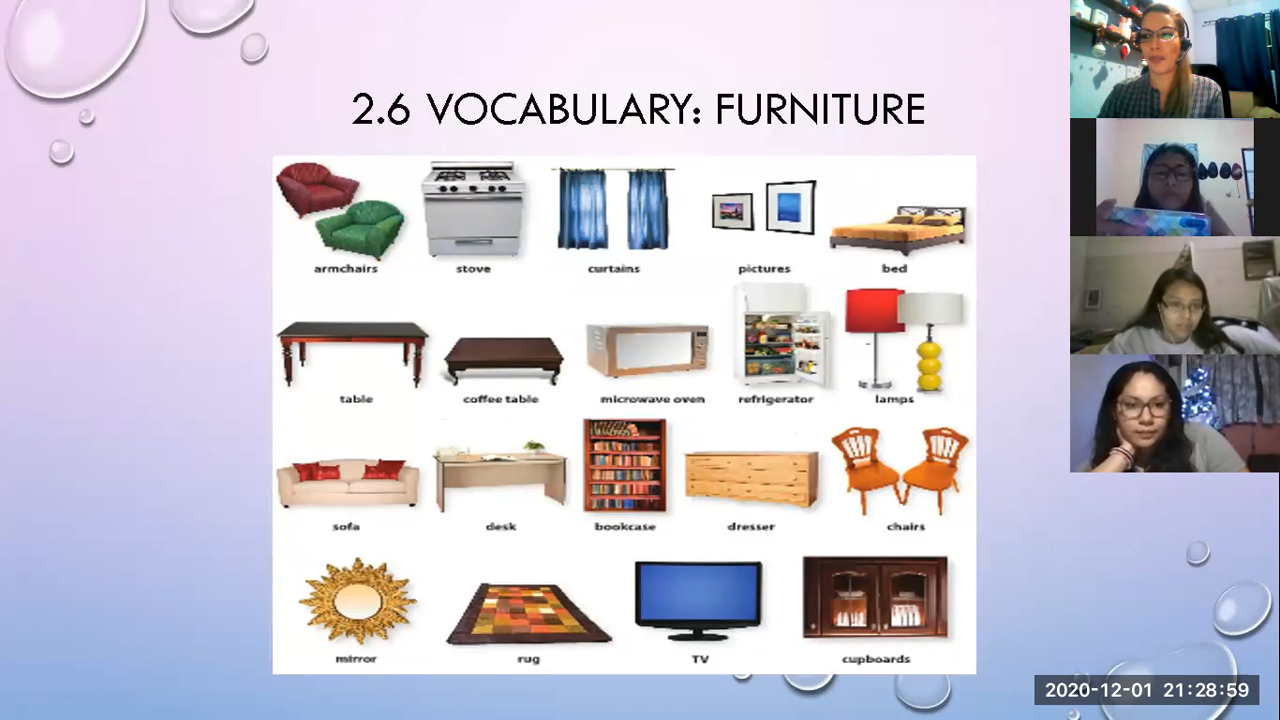 2.6 VOCABULARY: FURNITURE
armchairs stove curtains pictures bed
table coffee table microwave oven refrigerator lamps
sofa desk bookcase dresser chairs
mirror rug TV cupboards
2020-12-01 21:28:59